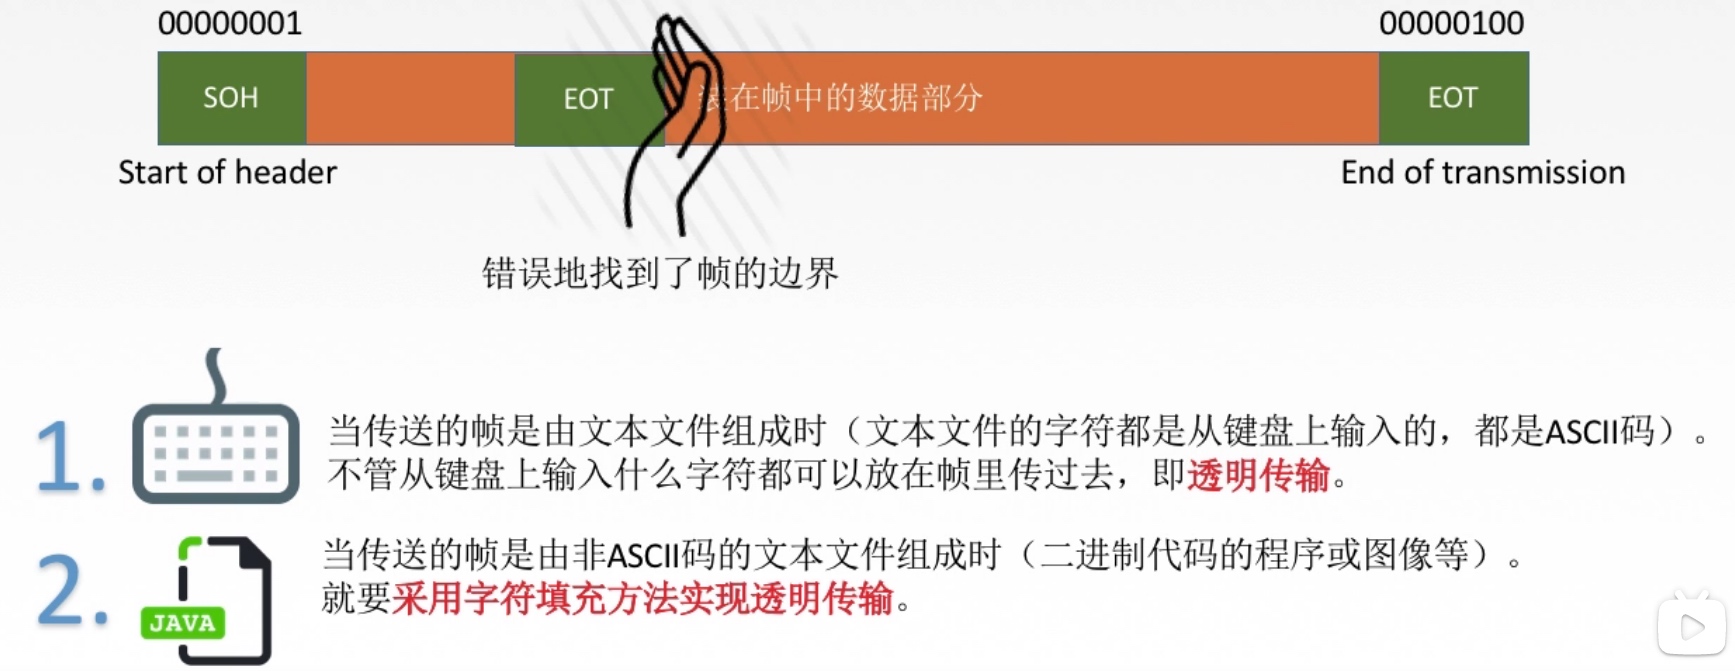 00000001
00000100
SOH
EOT
装在帧中的数据部分
EOT
Start of header
End of transmission
错误地找到了帧的边界
1.
当传送的帧是由文本文件组成时（文本文件的字符都是从键盘上输入的，都是ASCII码）。
不管从键盘上输入什么字符都可以放在帧里传过去，即透明传输。
2.
当传送的帧是由非ASCII码的文本文件组成时（二进制代码的程序或图像等）。
就要采用字符填充方法实现透明传输。
JAVA